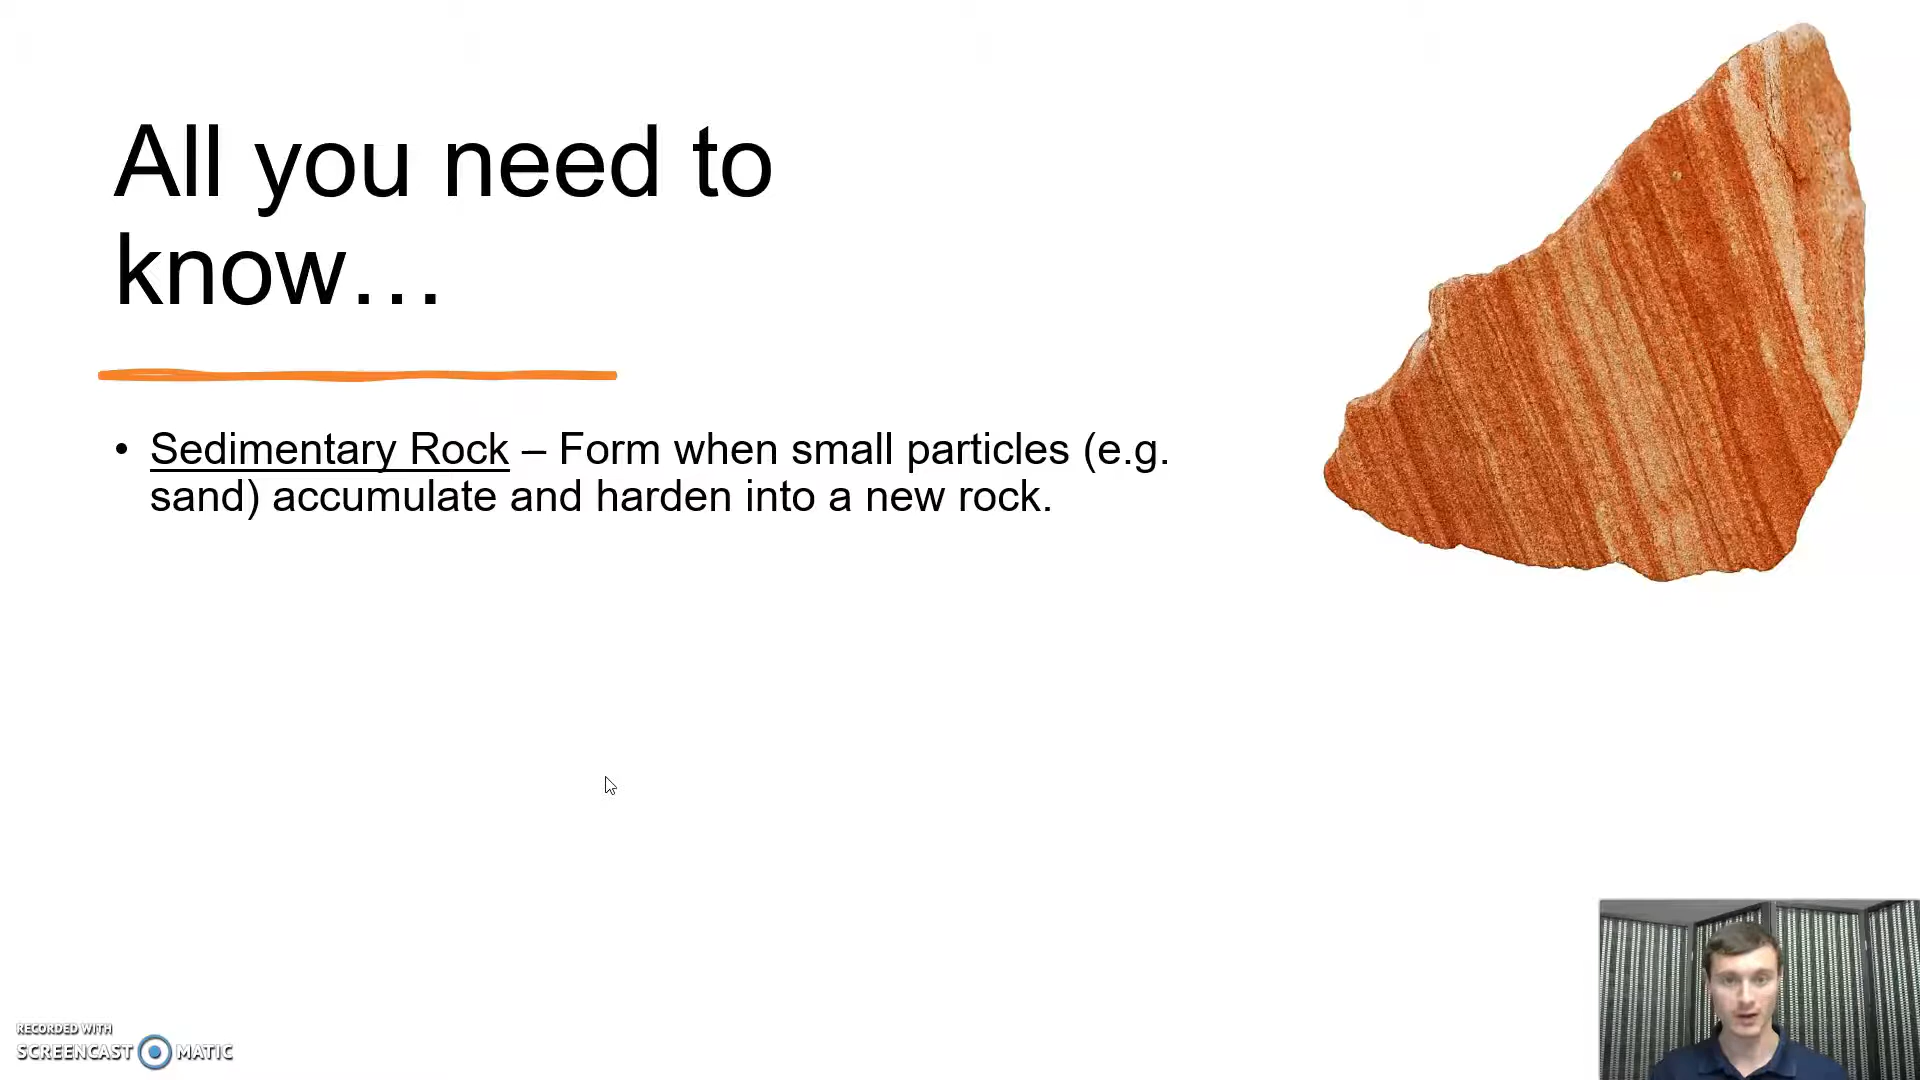 All you need to
know…
• Sedimentary Rock – Form when small particles (e.g.
sand) accumulate and harden into a new rock.
RECORDED WITH
SCREENCAST MATIC